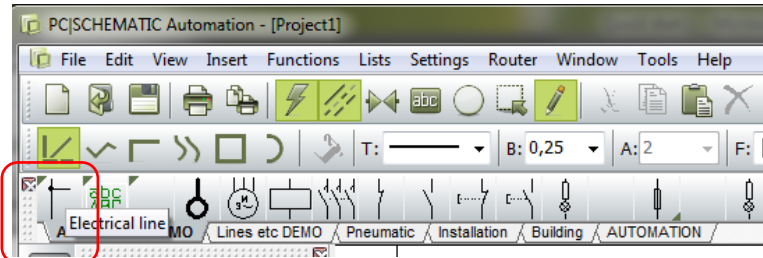 PC|SCHEMATIC Automation - [Project1]
File Edit View Insert Functions Lists Settings Router Window Tools Help
abc
T: B: 0,25 A: 2 F:
abc
M
3~
Electrical line
A MO Lines etc DEMO Pneumatic Installation Building AUTOMATION